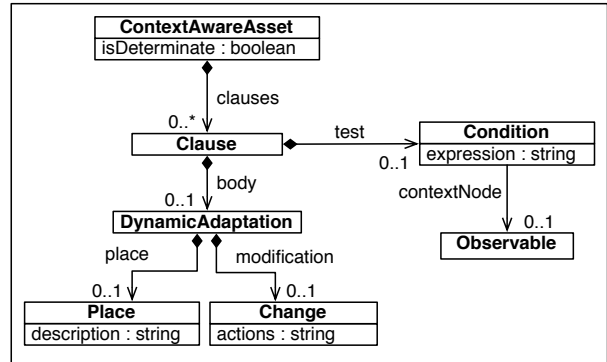 ContextAwareAsset
isDeterminate : boolean
clauses
0..*
Clause
test
0..1
Condition
expression : string
body
0..1
contextNode
0..1
DynamicAdaptation
Observable
place
modification
0..1
0..1
Place
description : string
Change
actions : string